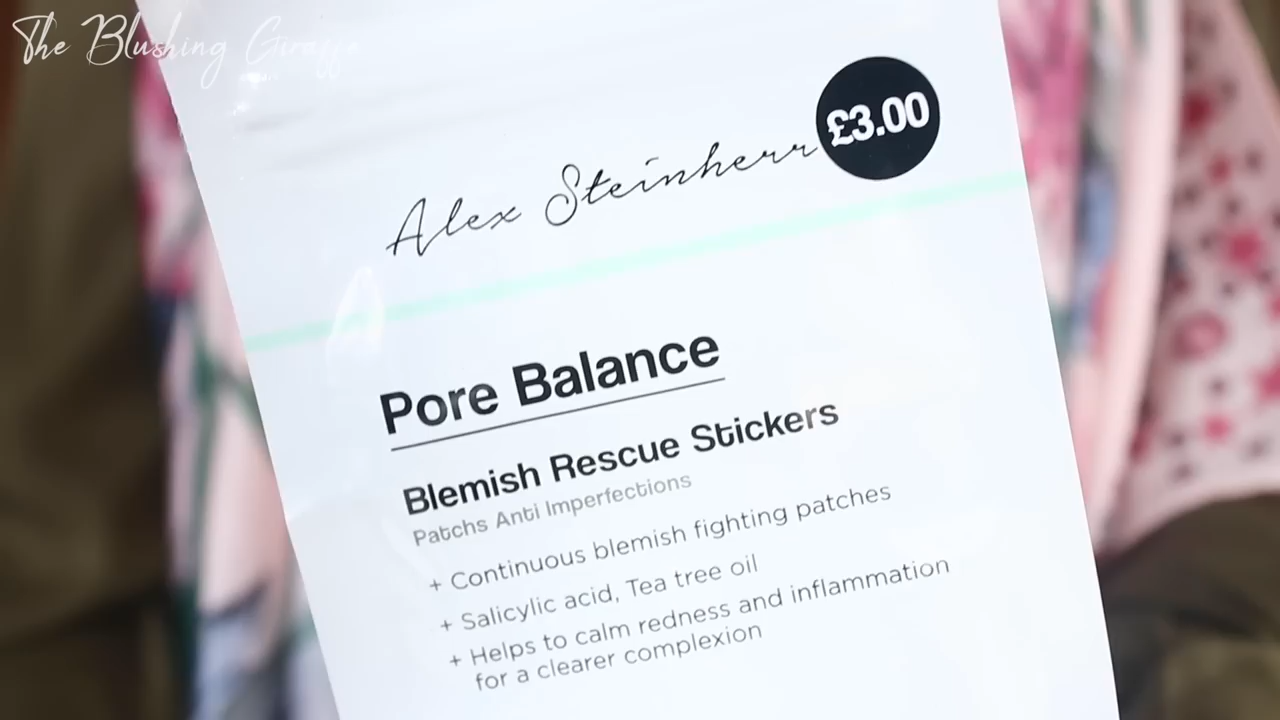 The Blushing Giraffe
£3.00
Alex Steinherr
Pore Balance
Blemish Rescue Stickers
Patchs Anti Imperfections
+ Continuous blemish fighting patches
+ Salicylic acid, Tea tree oil
+ Helps to calm redness and inflammation
for a clearer complexion